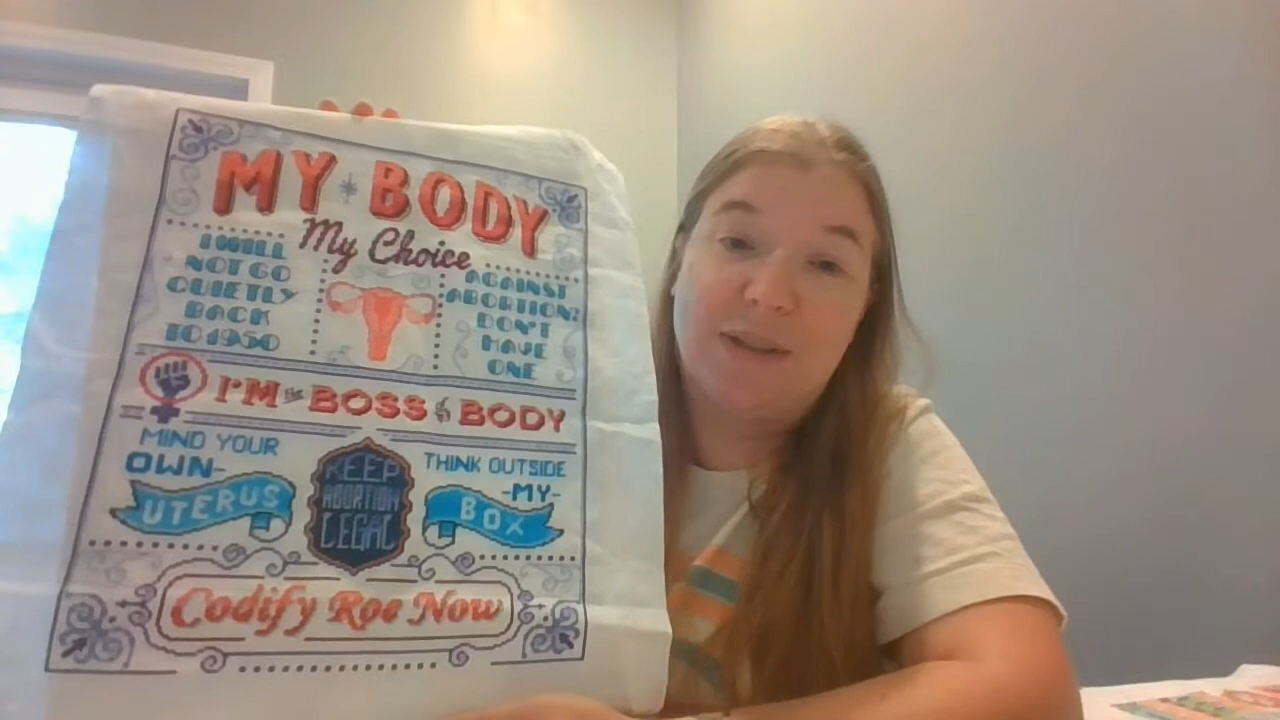 MY BODY
My Choice
I WILL
NOT GO
QUIETLY
BACK
TO 1950
AGAINST
ABORTION?
DON'T
HAVE
ONE
I'M the BOSS of BODY
MIND YOUR
OWN-
UTERUS
KEEP
ABORTION
LEGAL
THINK OUTSIDE
-MY-
BOX
Codify Roe Now